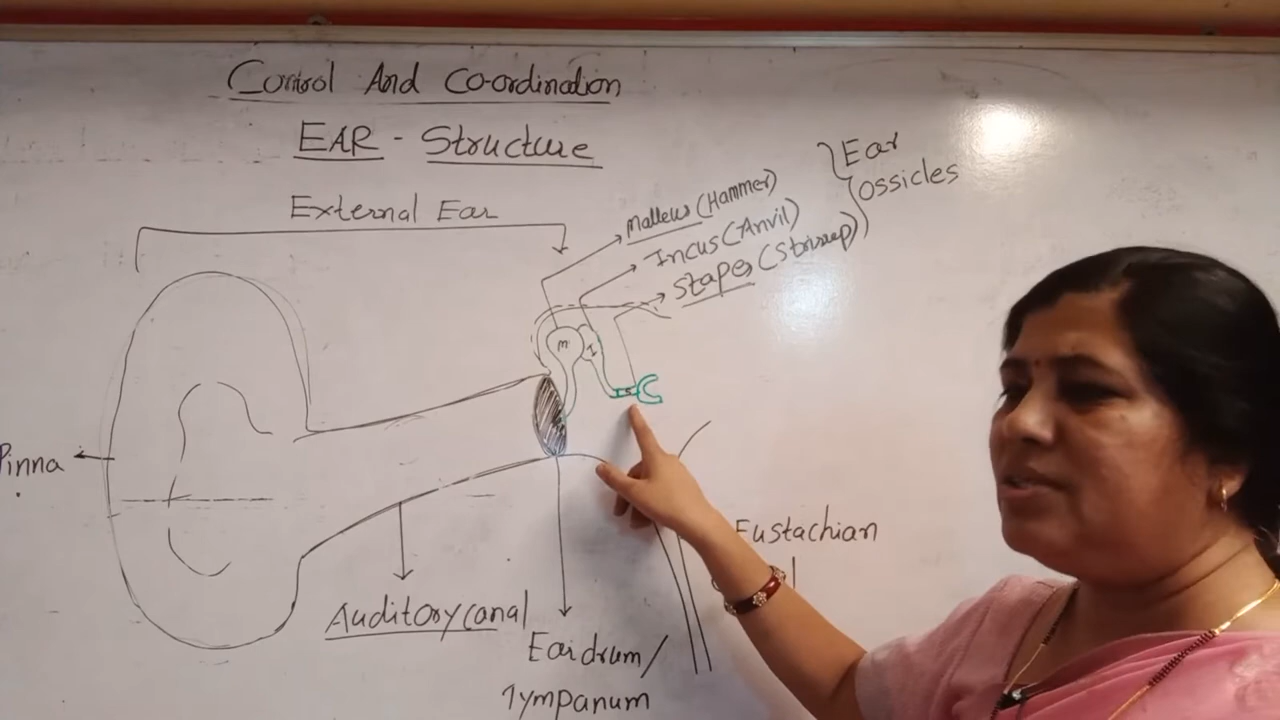 Control And Co-ordination
EAR - Structure
External Ear
Malleus (Hammer)
Incus (Anvil)
Stapes (Stirrup)
Ear
Ossicles
M
I
S
Pinna
Auditory canal
Eardrum/
Tympanum
Eustachian